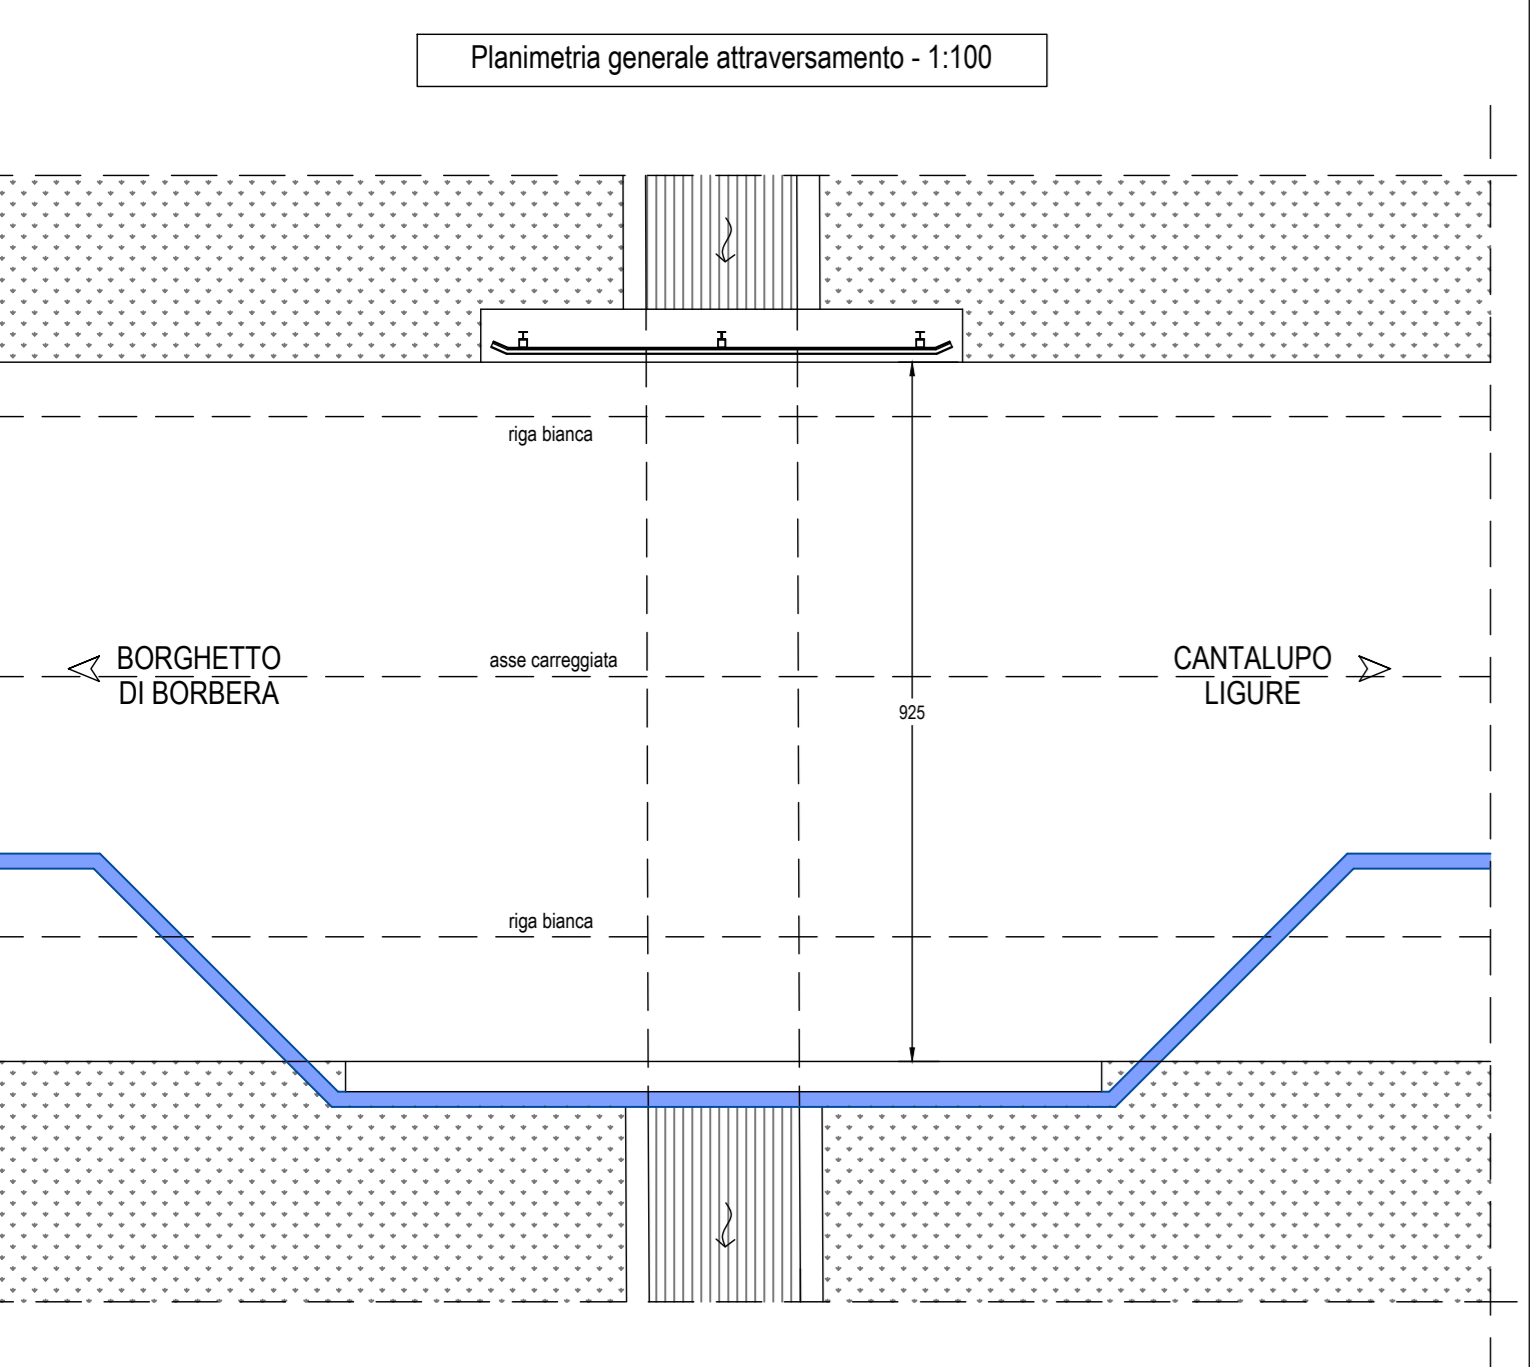 Planimetria generale attraversamento - 1:100
riga bianca
BORGHETTO
DI BORBERA
asse carreggiata
CANTALUPO
LIGURE
925
riga bianca